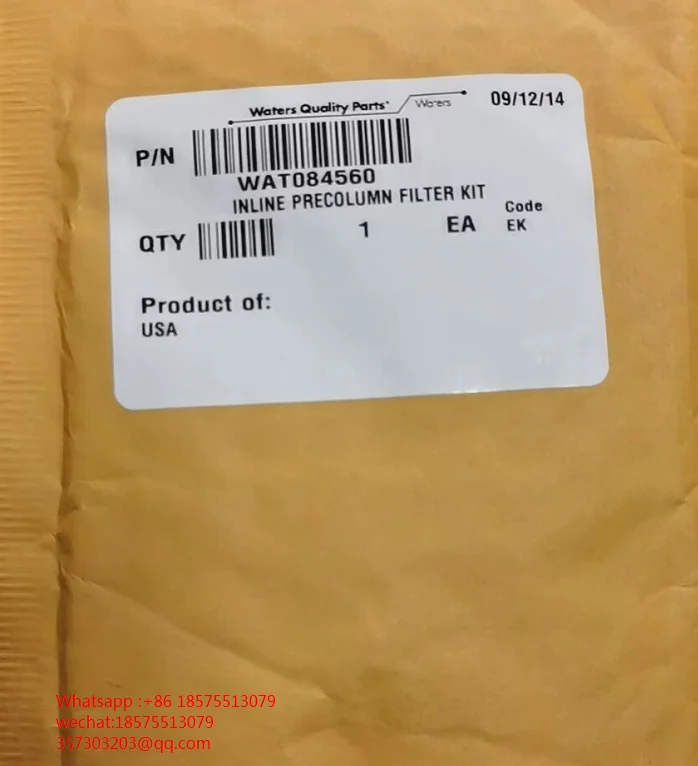 Waters Quality Parts® Waters 09/12/14
P/N
WAT084560
INLINE PRECOLUMN FILTER KIT
QTY 1 EA Code
EK
Product of:
USA
Whatsapp :+86 18575513079
wechat:18575513079
357303203@qq.com